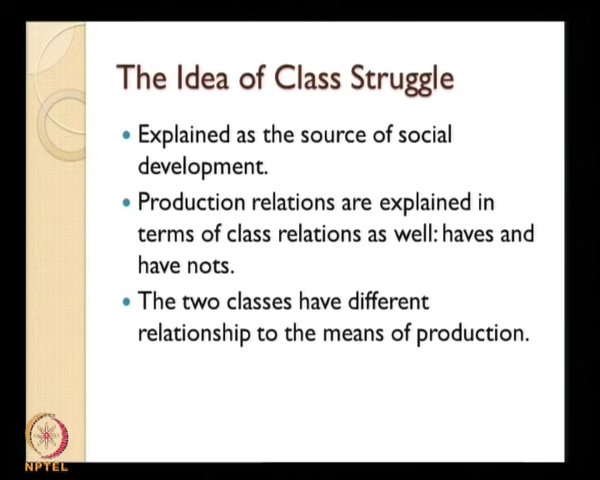 The Idea of Class Struggle
• Explained as the source of social
development.
• Production relations are explained in
terms of class relations as well: haves and
have nots.
• The two classes have different
relationship to the means of production.
NPTEL